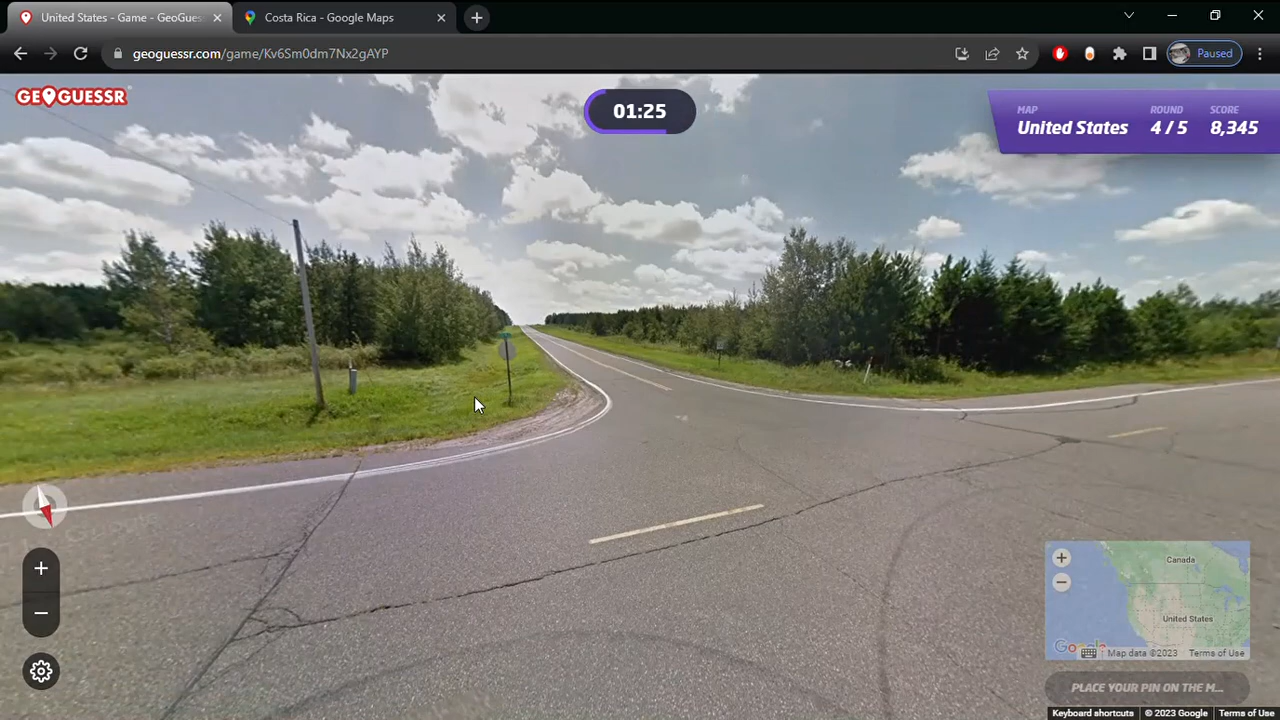 United States - Game - GeoGues
Costa Rica - Google Maps
geoguessr.com/game/Kv6Sm0dm7Nx2gAYP
Paused
GEOGUESSR
01:25
MAP
United States
ROUND
4 / 5
SCORE
8,345
Canada
United States
Google
Map data ©2023 Terms of Use
PLACE YOUR PIN ON THE M...
Keyboard shortcuts © 2023 Google Terms of Use